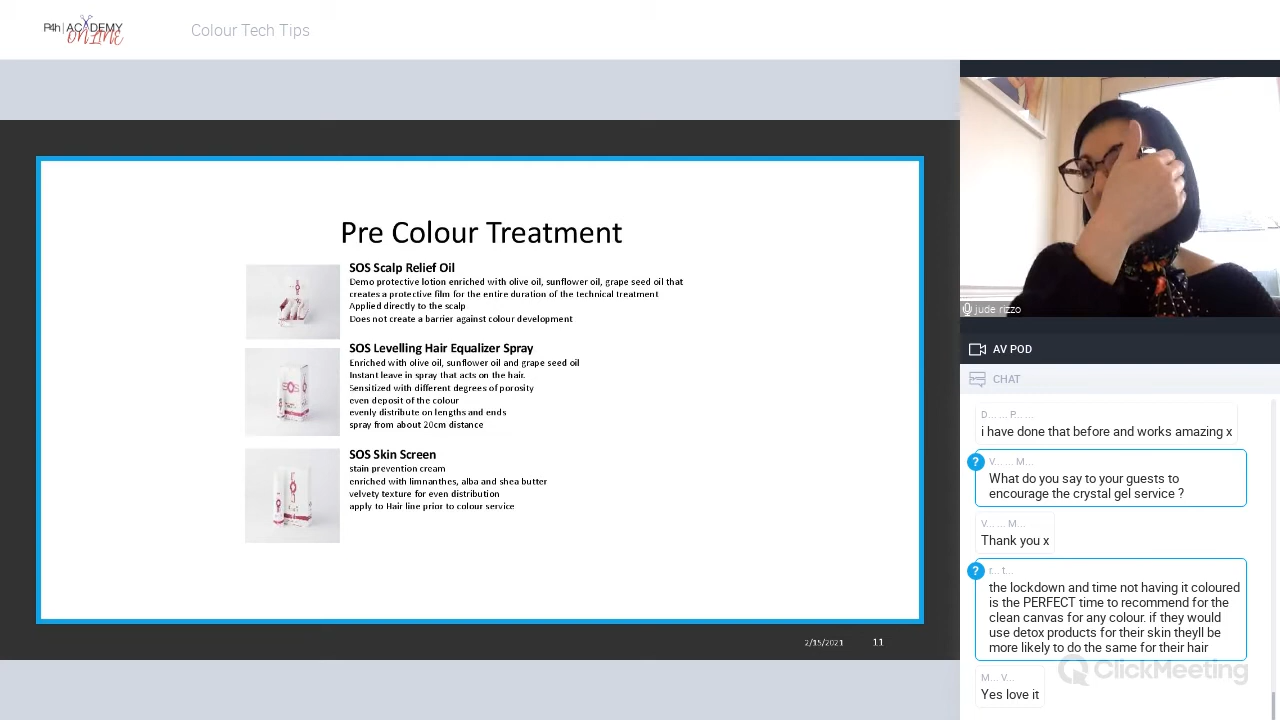 P4h | ACADEMY
ONLINE
Colour Tech Tips
Pre Colour Treatment
SOS Scalp Relief Oil
Demo protective lotion enriched with olive oil, sunflower oil, grape seed oil that
creates a protective film for the entire duration of the technical treatment
Applied directly to the scalp
Does not create a barrier against colour development
SOS Levelling Hair Equalizer Spray
Enriched with olive oil, sunflower oil and grape seed oil
Instant leave in spray that acts on the hair.
Sensitized with different degrees of porosity
even deposit of the colour
evenly distribute on lengths and ends
spray from about 20cm distance
SOS Skin Screen
stain prevention cream
enriched with limnanthes, alba and shea butter
velvety texture for even distribution
apply to Hair line prior to colour service
2/15/2021
11
jude rizzo
AV POD
CHAT
D... ... P... ...
i have done that before and works amazing x
?
V... ... M...
What do you say to your guests to
encourage the crystal gel service ?
V... ... M...
Thank you x
?
r... t...
the lockdown and time not having it coloured
is the PERFECT time to recommend for the
clean canvas for any colour. if they would
use detox products for their skin theyll be
more likely to do the same for their hair
ClickMeeting
M... V...
Yes love it